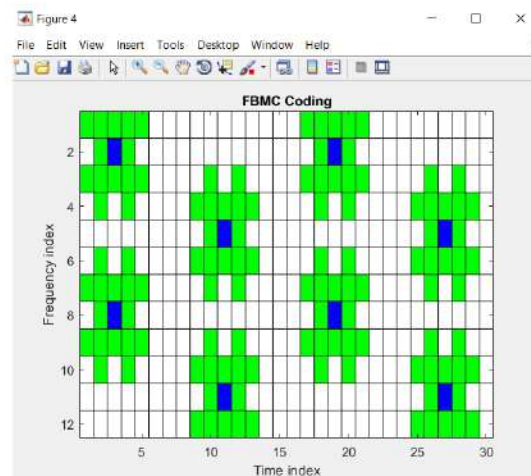 Figure 4
File Edit View Insert Tools Desktop Window Help
FBMC Coding
2
4
6
8
10
12
Frequency index
5 10 15 20 25 30
Time index